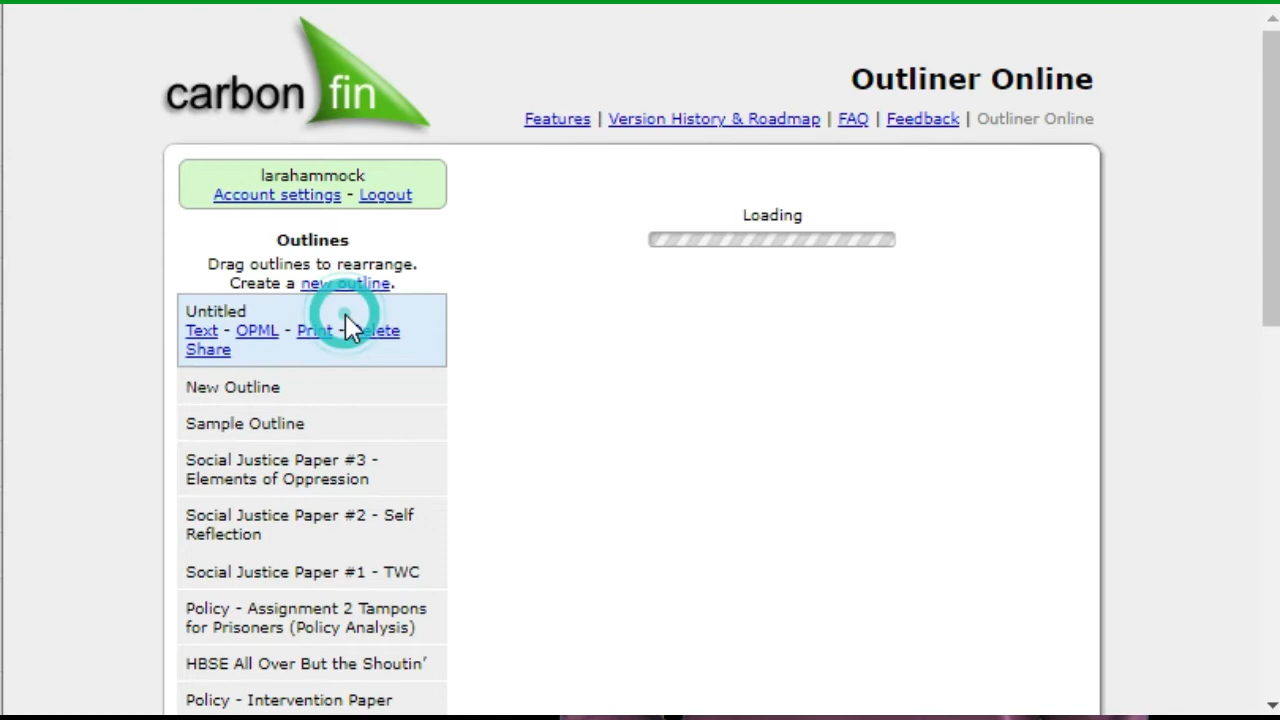 carbon fin
Outliner Online
Features | Version History & Roadmap | FAQ | Feedback | Outliner Online
larahammock
Account settings - Logout
Loading
Outlines
Drag outlines to rearrange.
Create a new outline.
Untitled
Text - OPML - Print - Delete
Share
New Outline
Sample Outline
Social Justice Paper #3 -
Elements of Oppression
Social Justice Paper #2 - Self
Reflection
Social Justice Paper #1 - TWC
Policy - Assignment 2 Tampons
for Prisoners (Policy Analysis)
HBSE All Over But the Shoutin’
Policy - Intervention Paper